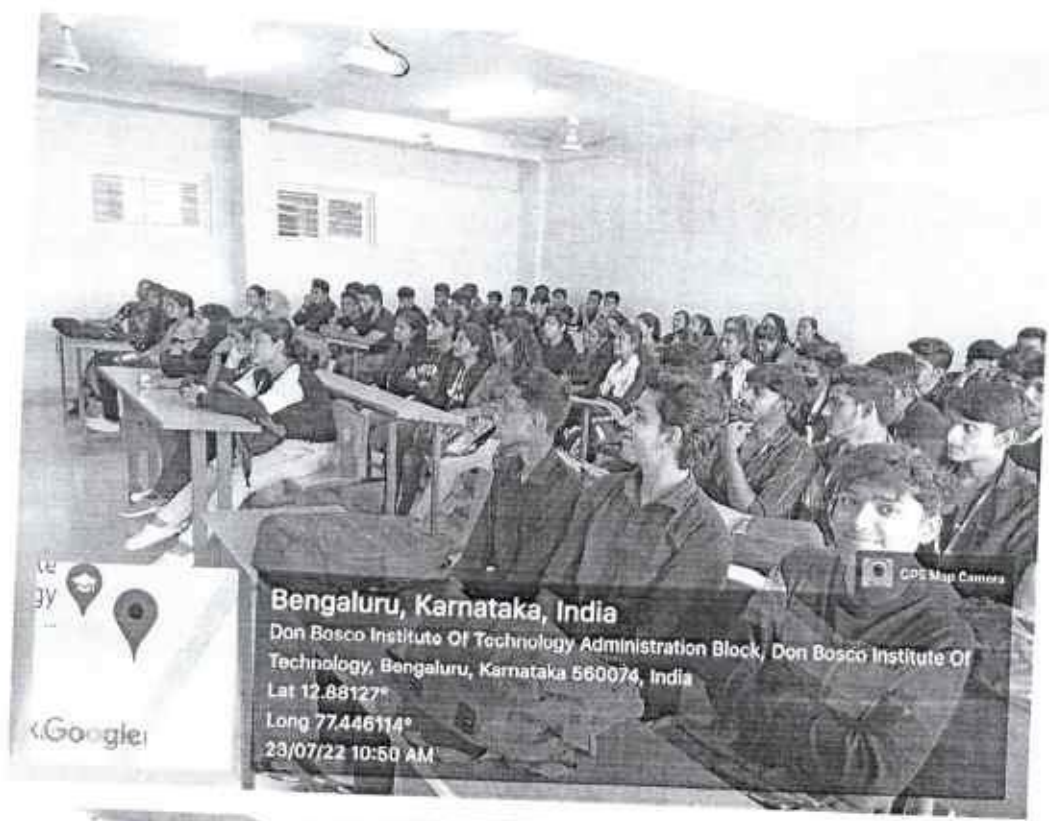 GPS Map Camera
Bengaluru, Karnataka, India
Don Bosco Institute Of Technology Administration Block, Don Bosco Institute Of
Technology, Bengaluru, Karnataka 560074, India
Lat 12.88127°
Long 77.446114°
23/07/22 10:50 AM
gy
Google